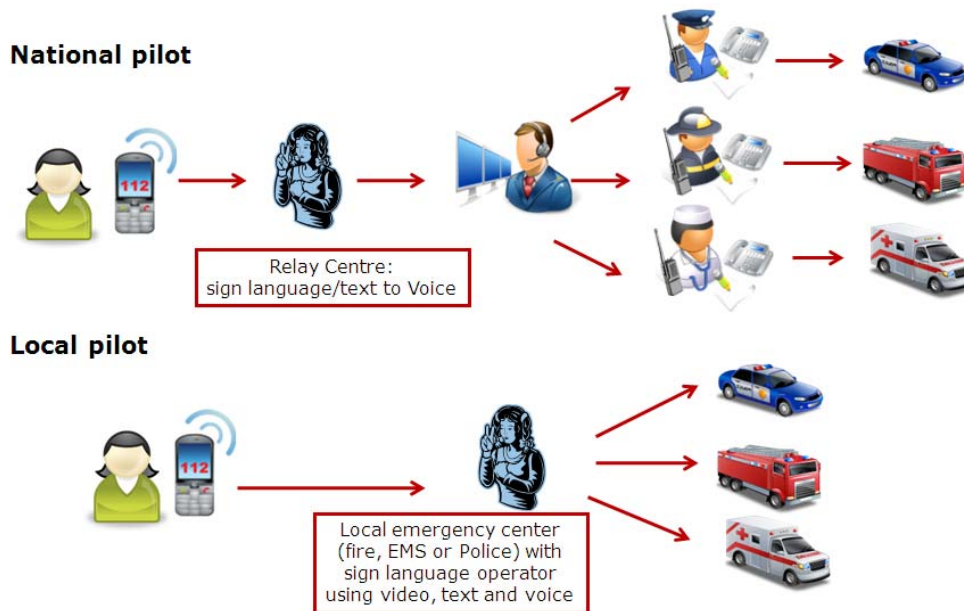 National pilot
112
Relay Centre:
sign language/text to Voice
Local pilot
112
Local emergency center
(fire, EMS or Police) with
sign language operator
using video, text and voice